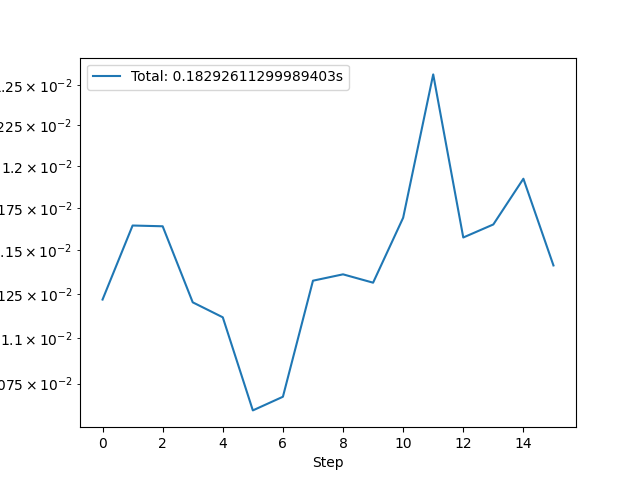 Total: 0.18292611299989403s
.25 × 10⁻²
225 × 10⁻²
1.2 × 10⁻²
175 × 10⁻²
.15 × 10⁻²
125 × 10⁻²
1.1 × 10⁻²
075 × 10⁻²
0 2 4 6 8 10 12 14
Step